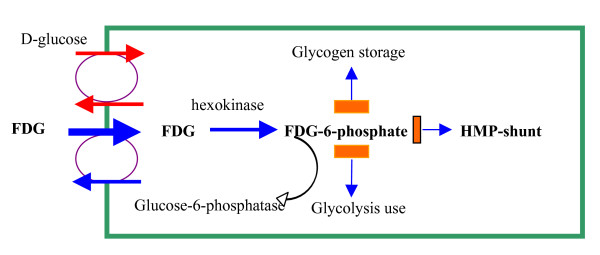 D-glucose
Glycogen storage
hexokinase
FDG
FDG
FDG-6-phosphate
HMP-shunt
Glucose-6-phosphatase
Glycolysis use